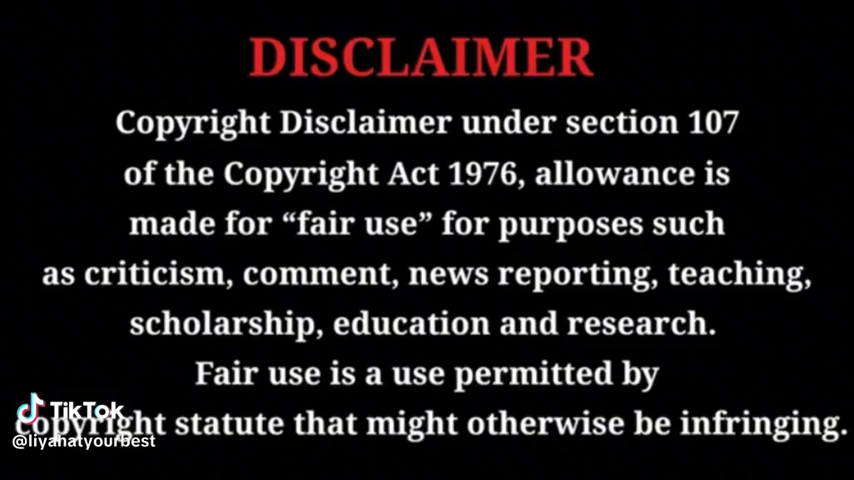 DISCLAIMER
Copyright Disclaimer under section 107
of the Copyright Act 1976, allowance is
made for “fair use” for purposes such
as criticism, comment, news reporting, teaching,
scholarship, education and research.
Fair use is a use permitted by
copyright statute that might otherwise be infringing.
TikTok
@liyahatyourbest